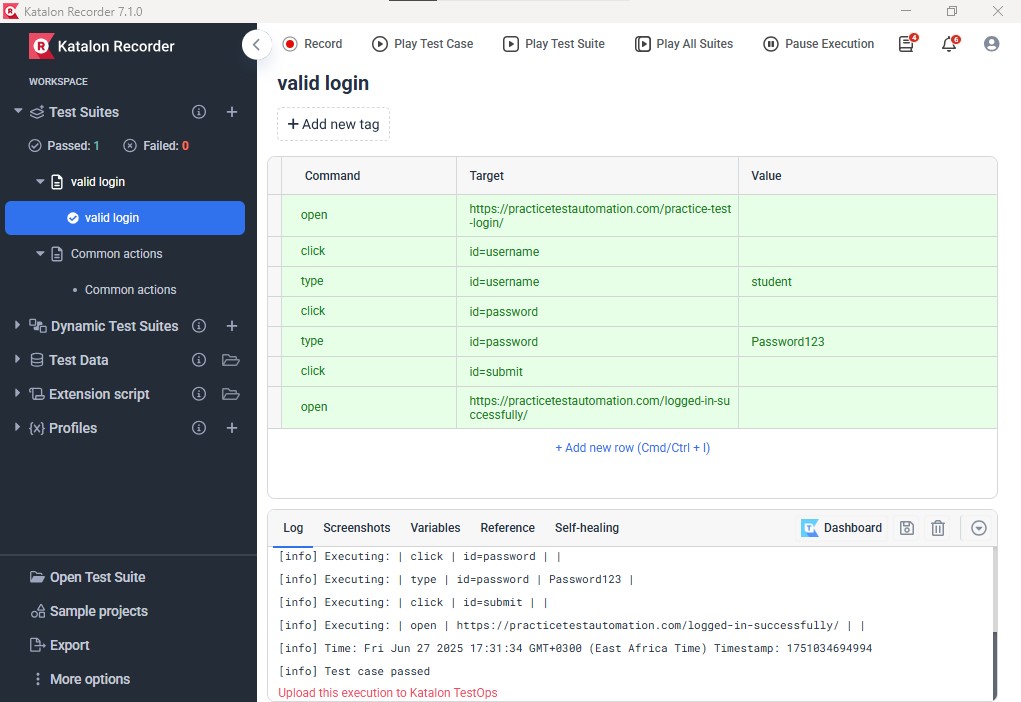 Katalon Recorder 7.1.0
Katalon Recorder
WORKSPACE
Test Suites
Passed: 1 Failed: 0
valid login
valid login
Common actions
Common actions
Dynamic Test Suites
Test Data
Extension script
{x} Profiles
Open Test Suite
Sample projects
Export
More options
Record Play Test Case Play Test Suite Play All Suites Pause Execution 4 6
valid login
+ Add new tag
Command Target Value
open https://practicetestautomation.com/practice-test
-login/
click id=username
type id=username student
click id=password
type id=password Password123
click id=submit
open https://practicetestautomation.com/logged-in-su
ccessfully/
+ Add new row (Cmd/Ctrl + I)
Log Screenshots Variables Reference Self-healing Dashboard
[info] Executing: | click | id=password | |
[info] Executing: | type | id=password | Password123 |
[info] Executing: | click | id=submit | |
[info] Executing: | open | https://practicetestautomation.com/logged-in-successfully/ | |
[info] Time: Fri Jun 27 2025 17:31:34 GMT+0300 (East Africa Time) Timestamp: 1751034694994
[info] Test case passed
Upload this execution to Katalon TestOps